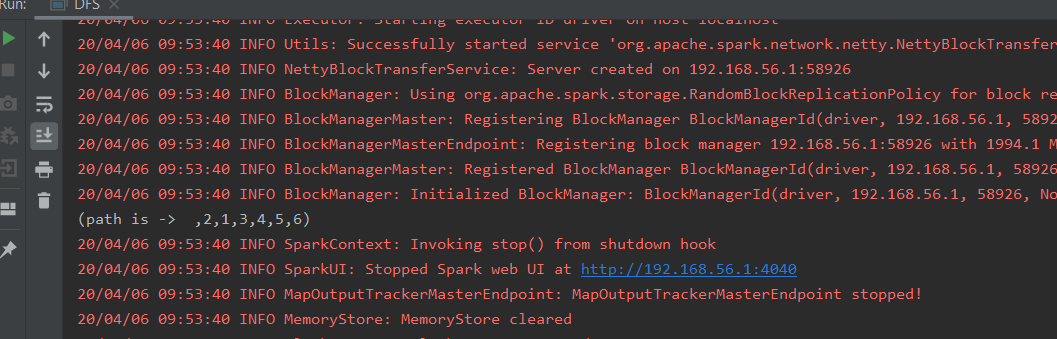 Run: DFS
20/04/06 09:53:40 INFO Executor: Starting executor ID driver on host localhost
20/04/06 09:53:40 INFO Utils: Successfully started service 'org.apache.spark.network.netty.NettyBlockTransfer
20/04/06 09:53:40 INFO NettyBlockTransferService: Server created on 192.168.56.1:58926
20/04/06 09:53:40 INFO BlockManager: Using org.apache.spark.storage.RandomBlockReplicationPolicy for block re
20/04/06 09:53:40 INFO BlockManagerMaster: Registering BlockManager BlockManagerId(driver, 192.168.56.1, 5892
20/04/06 09:53:40 INFO BlockManagerMasterEndpoint: Registering block manager 192.168.56.1:58926 with 1994.1 M
20/04/06 09:53:40 INFO BlockManagerMaster: Registered BlockManager BlockManagerId(driver, 192.168.56.1, 58926
20/04/06 09:53:40 INFO BlockManager: Initialized BlockManager: BlockManagerId(driver, 192.168.56.1, 58926, No
(path is ->  ,2,1,3,4,5,6)
20/04/06 09:53:40 INFO SparkContext: Invoking stop() from shutdown hook
20/04/06 09:53:40 INFO SparkUI: Stopped Spark web UI at http://192.168.56.1:4040
20/04/06 09:53:40 INFO MapOutputTrackerMasterEndpoint: MapOutputTrackerMasterEndpoint stopped!
20/04/06 09:53:40 INFO MemoryStore: MemoryStore cleared